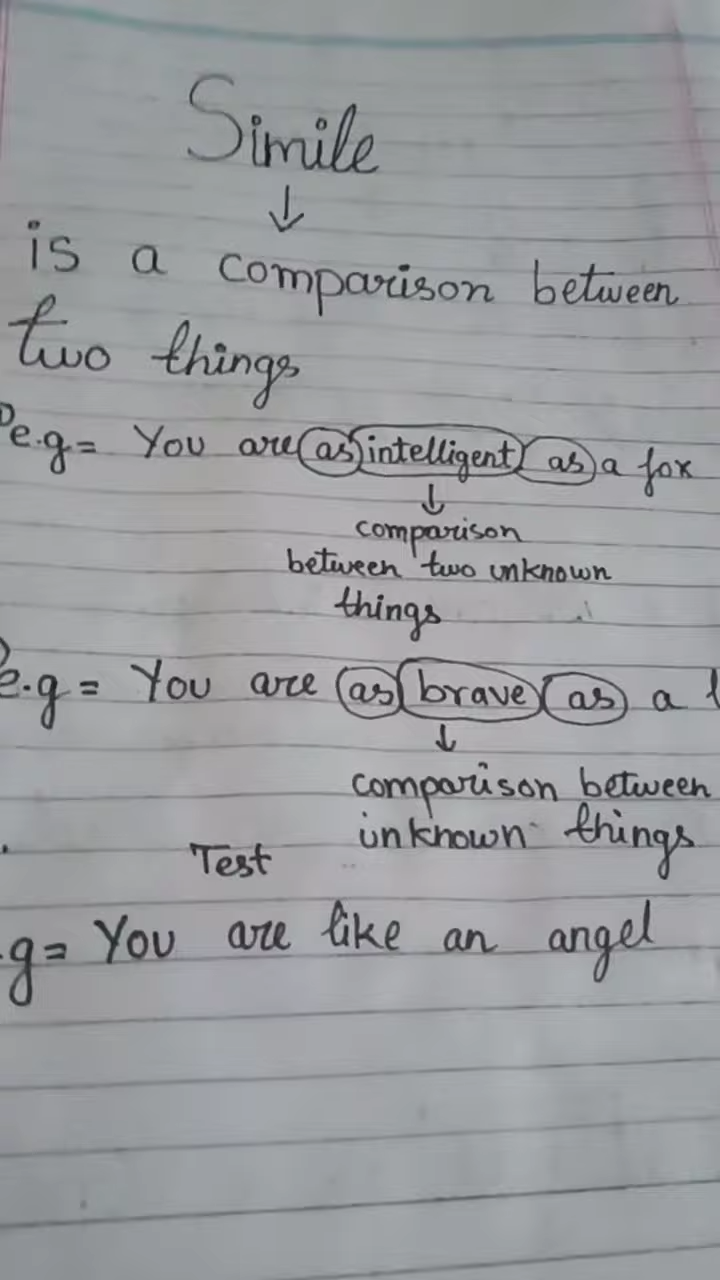 Simile
↓
is a comparison between
two things
e.g = You are as intelligent as a fox
↓
comparison
between two unknown
things
e.g = You are as brave as a
↓
comparison between
unknown things
Test
g = You are like an angel